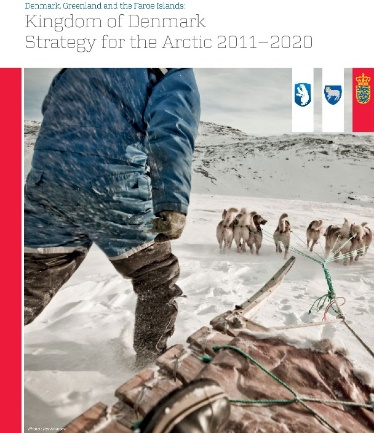 Denmark, Greenland and the Faroe Islands:
Kingdom of Denmark
Strategy for the Arctic 2011–2020